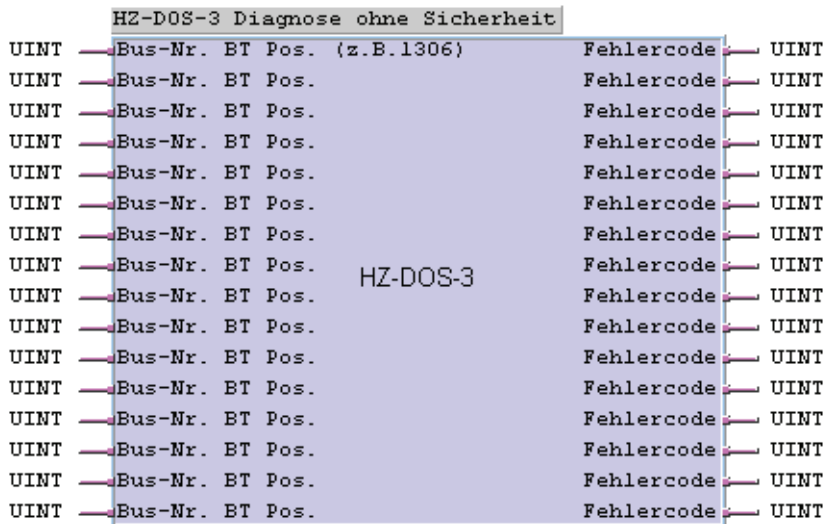 HZ-DOS-3 Diagnose ohne Sicherheit
UINT Bus-Nr. BT Pos. (z.B.1306) Fehlercode UINT
UINT Bus-Nr. BT Pos. Fehlercode UINT
UINT Bus-Nr. BT Pos. Fehlercode UINT
UINT Bus-Nr. BT Pos. Fehlercode UINT
UINT Bus-Nr. BT Pos. Fehlercode UINT
UINT Bus-Nr. BT Pos. Fehlercode UINT
UINT Bus-Nr. BT Pos. Fehlercode UINT
UINT Bus-Nr. BT Pos. Fehlercode UINT
HZ-DOS-3
UINT Bus-Nr. BT Pos. Fehlercode UINT
UINT Bus-Nr. BT Pos. Fehlercode UINT
UINT Bus-Nr. BT Pos. Fehlercode UINT
UINT Bus-Nr. BT Pos. Fehlercode UINT
UINT Bus-Nr. BT Pos. Fehlercode UINT
UINT Bus-Nr. BT Pos. Fehlercode UINT
UINT Bus-Nr. BT Pos. Fehlercode UINT
UINT Bus-Nr. BT Pos. Fehlercode UINT